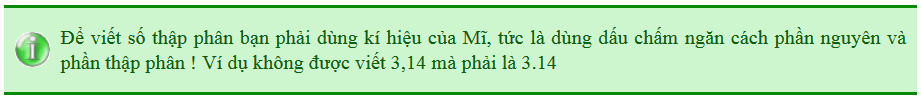 Để viết số thập phân bạn phải dùng kí hiệu của Mĩ, tức là dùng dấu chấm ngăn cách phần nguyên và
phần thập phân ! Ví dụ không được viết 3,14 mà phải là 3.14